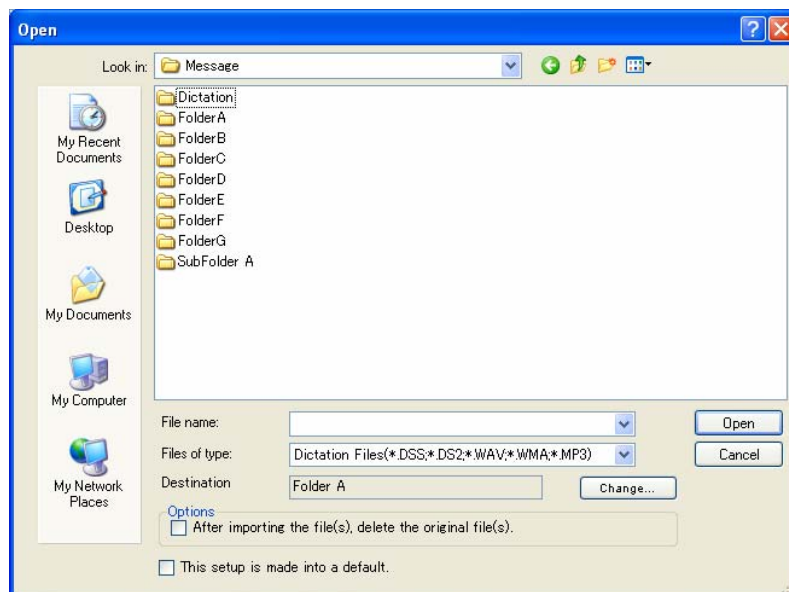 Open
Look in: Message
My Recent
Documents
Desktop
My Documents
My Computer
My Network
Places
Dictation
FolderA
FolderB
FolderC
FolderD
FolderE
FolderF
FolderG
SubFolder A
File name:
Open
Files of type: Dictation Files(*.DSS;*.DS2;*.WAV;*.WMA;*.MP3)
Cancel
Destination Folder A
Change...
Options
After importing the file(s), delete the original file(s).
This setup is made into a default.